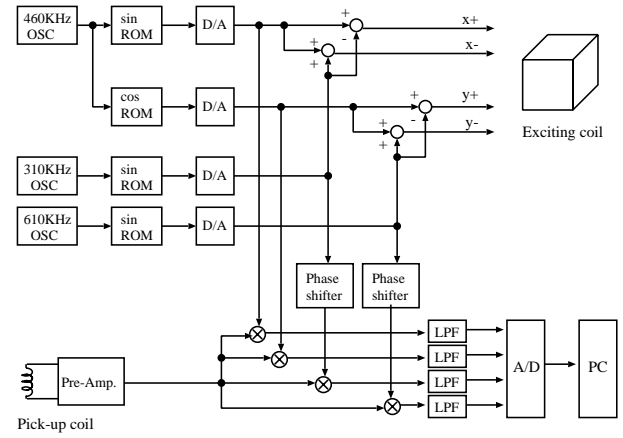 460KHz
OSC
sin
ROM
D/A
+
-
x+
+
+
x-
cos
ROM
D/A
+
-
y+
+
+
y-
Exciting coil
310KHz
OSC
sin
ROM
D/A
610KHz
OSC
sin
ROM
D/A
Phase
shifter
Phase
shifter
LPF
LPF
LPF
LPF
A/D
PC
Pre-Amp.
Pick-up coil